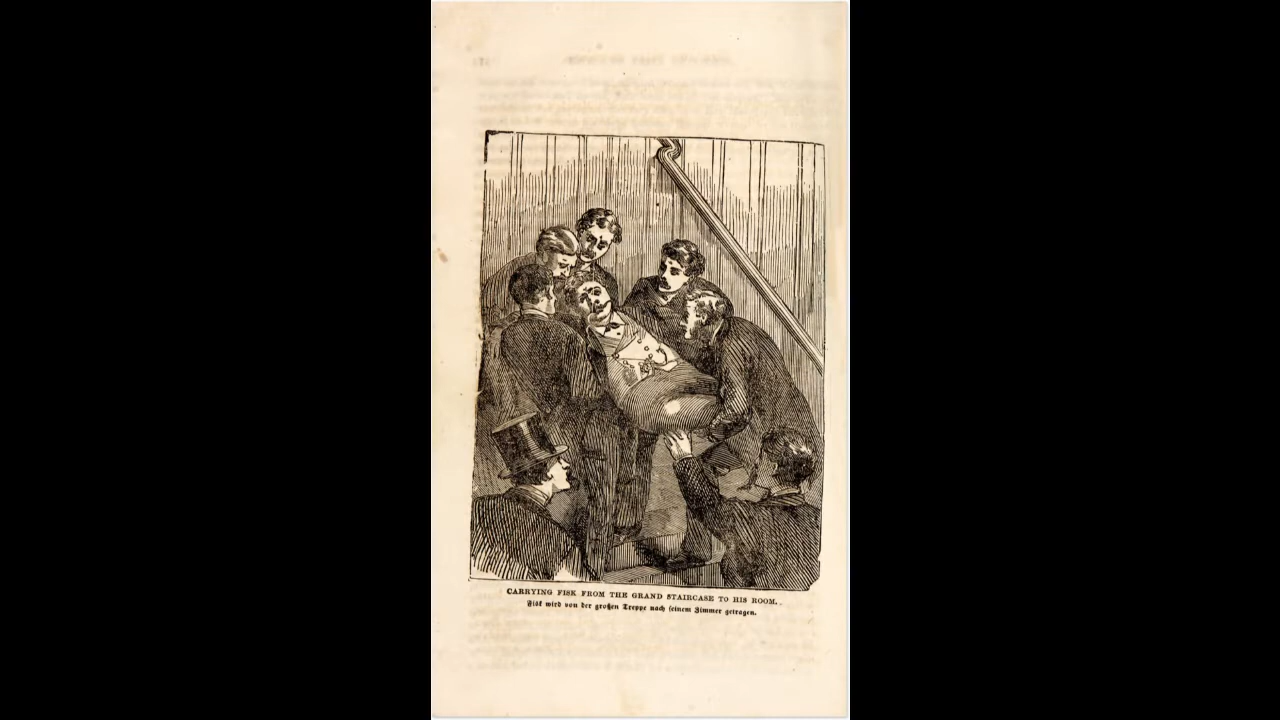 CARRYING FISK FROM THE GRAND STAIRCASE TO HIS ROOM.
Fisk wird von der großen Treppe nach seinem Zimmer getragen.